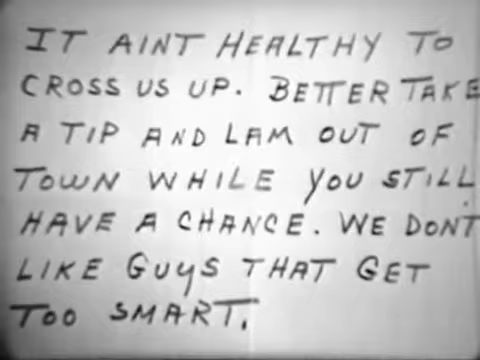 IT AINT HEALTHY TO
CROSS US UP. BETTER TAKE
A TIP AND LAM OUT OF
TOWN WHILE YOU STILL
HAVE A CHANCE. WE DONT
LIKE GUYS THAT GET
TOO SMART.